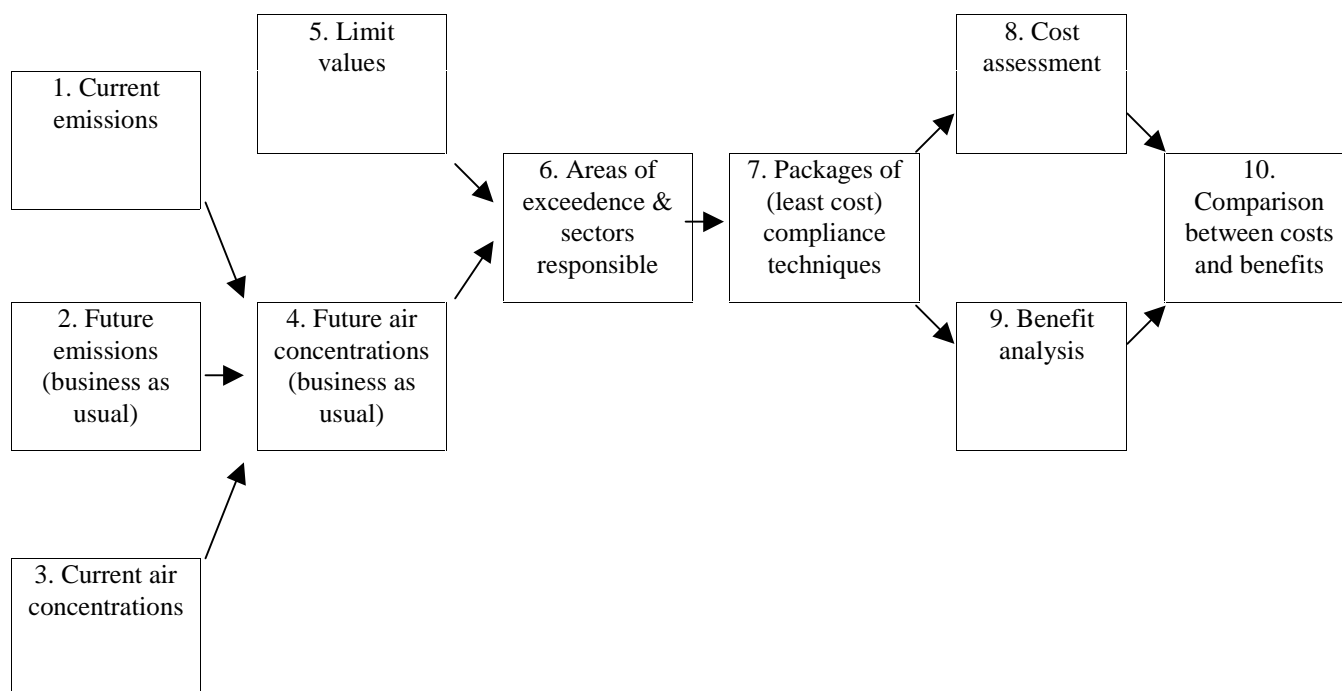 1. Current
emissions
2. Future
emissions
(business as
usual)
3. Current air
concentrations
4. Future air
concentrations
(business as
usual)
5. Limit
values
6. Areas of
exceedence &
sectors
responsible
7. Packages of
(least cost)
compliance
techniques
8. Cost
assessment
9. Benefit
analysis
10.
Comparison
between costs
and benefits